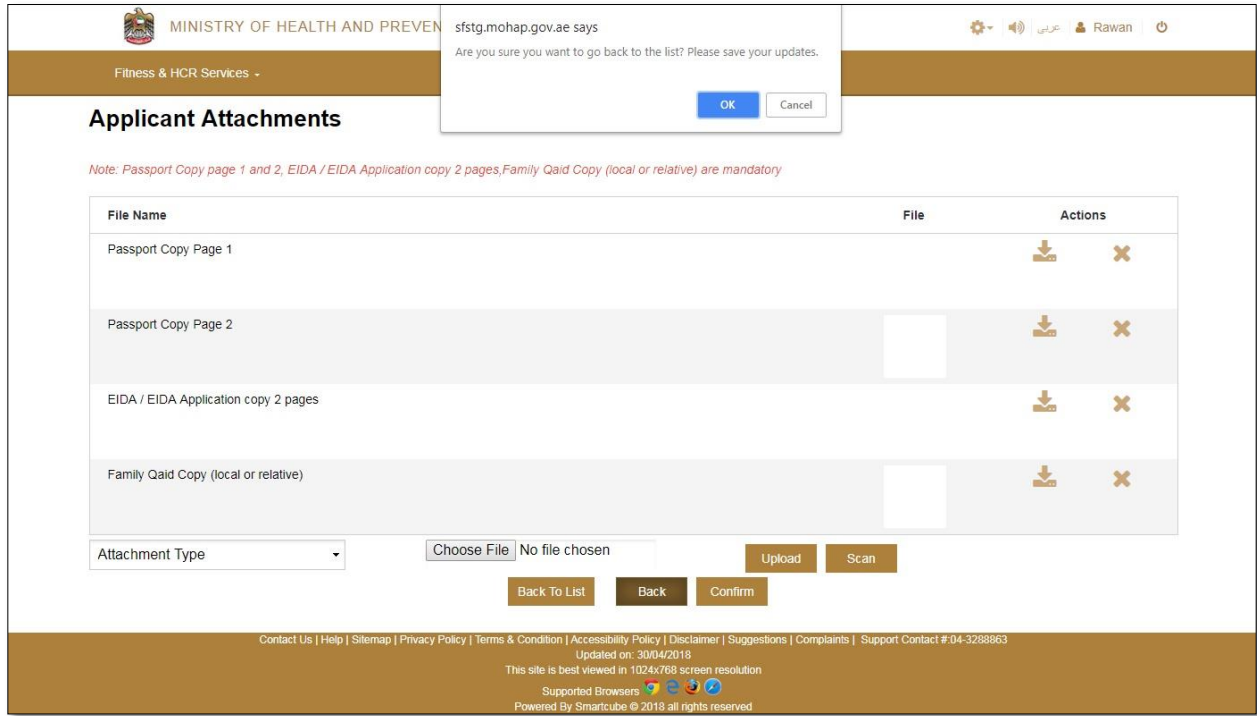 MINISTRY OF HEALTH AND PREVEN
sfstg.mohap.gov.ae says
Are you sure you want to go back to the list? Please save your updates.
OK
Cancel
عربى
Rawan
Fitness & HCR Services
Applicant Attachments
Note: Passport Copy page 1 and 2, EIDA / EIDA Application copy 2 pages,Family Qaid Copy (local or relative) are mandatory
File Name File Actions
Passport Copy Page 1
Passport Copy Page 2
EIDA / EIDA Application copy 2 pages
Family Qaid Copy (local or relative)
Attachment Type Choose File No file chosen Upload Scan
Back To List Back Confirm
Contact Us | Help | Sitemap | Privacy Policy | Terms & Condition | Accessibility Policy | Disclaimer | Suggestions | Complaints | Support Contact #:04-3288863
Updated on: 30/04/2018
This site is best viewed in 1024x768 screen resolution
Supported Browsers
Powered By Smartcube © 2018 all rights reserved